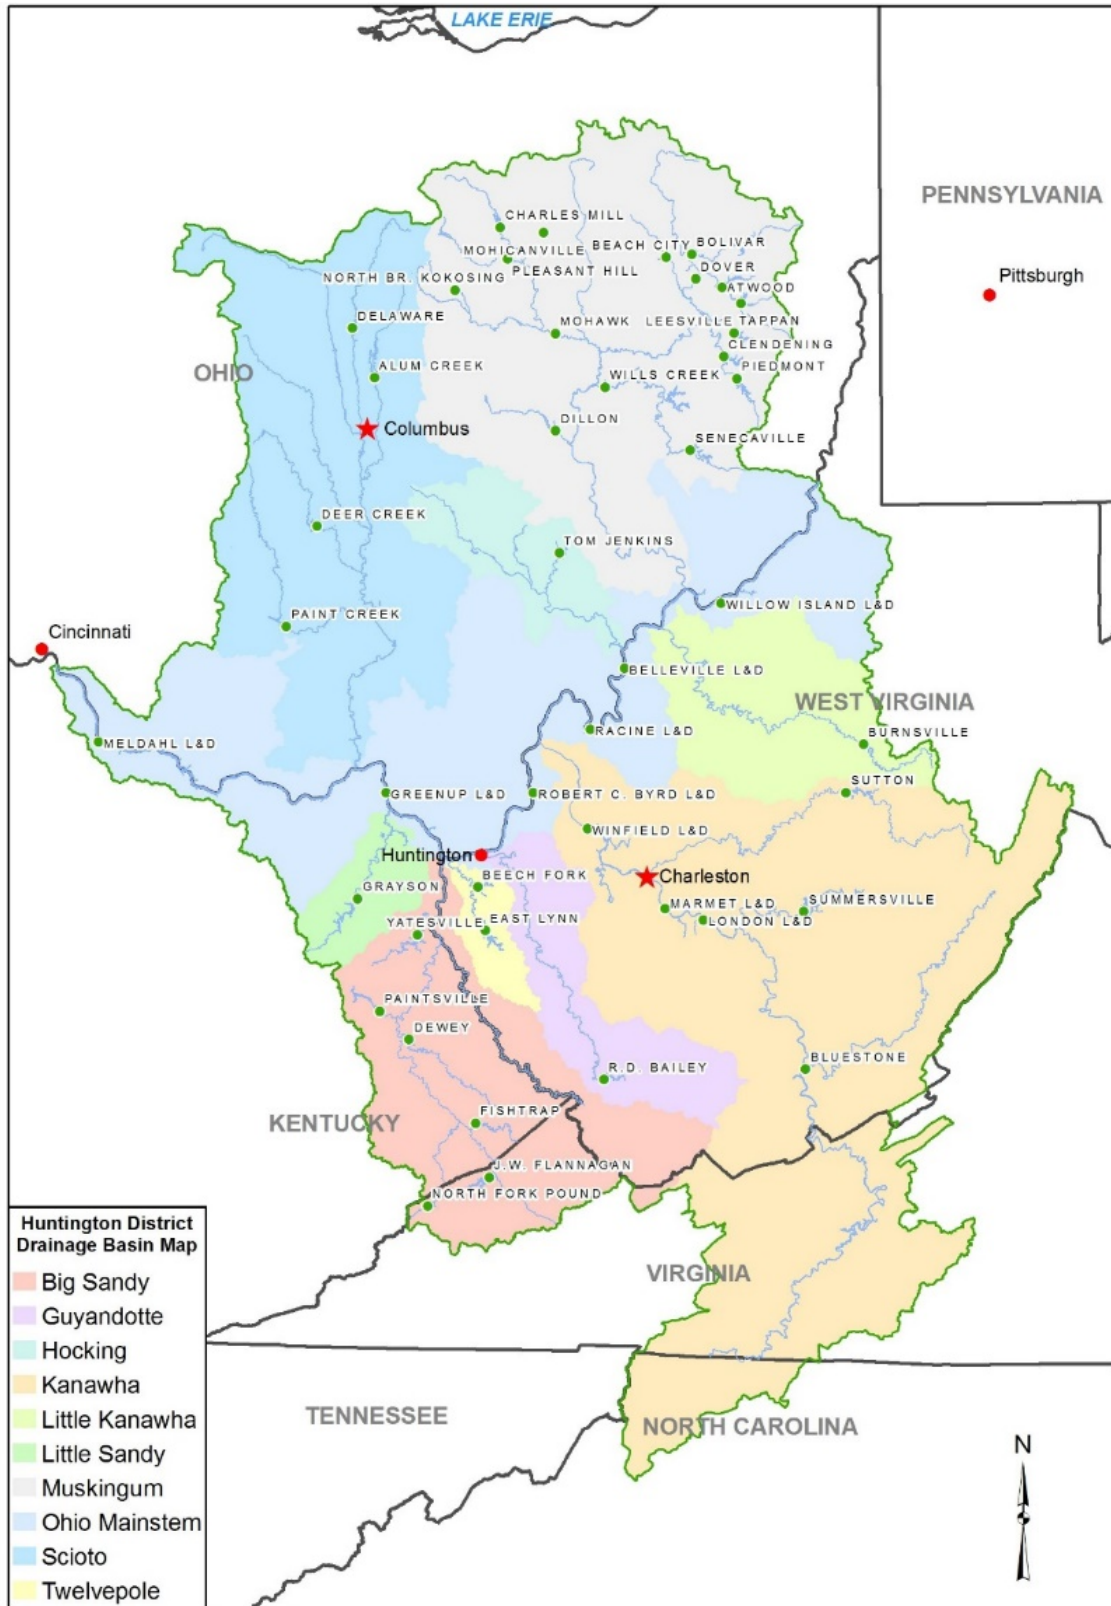 LAKE ERIE
PENNSYLVANIA
Pittsburgh
CHARLES MILL
MOHICANVILLE
BEACH CITY
BOLIVAR
PLEASANT HILL
DOVER
NORTH BR. KOKOSING
ATWOOD
DELAWARE
MOHAWK
LEESVILLE
TAPPAN
CLENDENING
OHIO
ALUM CREEK
PIEDMONT
WILLS CREEK
Columbus
DILLON
SENECAVILLE
DEER CREEK
TOM JENKINS
WILLOW ISLAND L&D
PAINT CREEK
Cincinnati
BELLEVILLE L&D
WEST VIRGINIA
RACINE L&D
BURNSVILLE
MELDAHL L&D
SUTTON
GREENUP L&D
ROBERT C. BYRD L&D
WINFIELD L&D
Huntington
Charleston
BEECH FORK
GRAYSON
MARMET L&D
SUMMERSVILLE
YATESVILLE
EAST LYNN
LONDON L&D
PAINTSVILLE
DEWEY
BLUESTONE
R.D. BAILEY
KENTUCKY
FISHTRAP
J.W. FLANNAGAN
NORTH FORK POUND
VIRGINIA
TENNESSEE
NORTH CAROLINA
N
Huntington District
Drainage Basin Map
Big Sandy
Guyandotte
Hocking
Kanawha
Little Kanawha
Little Sandy
Muskingum
Ohio Mainstem
Scioto
Twelvepole